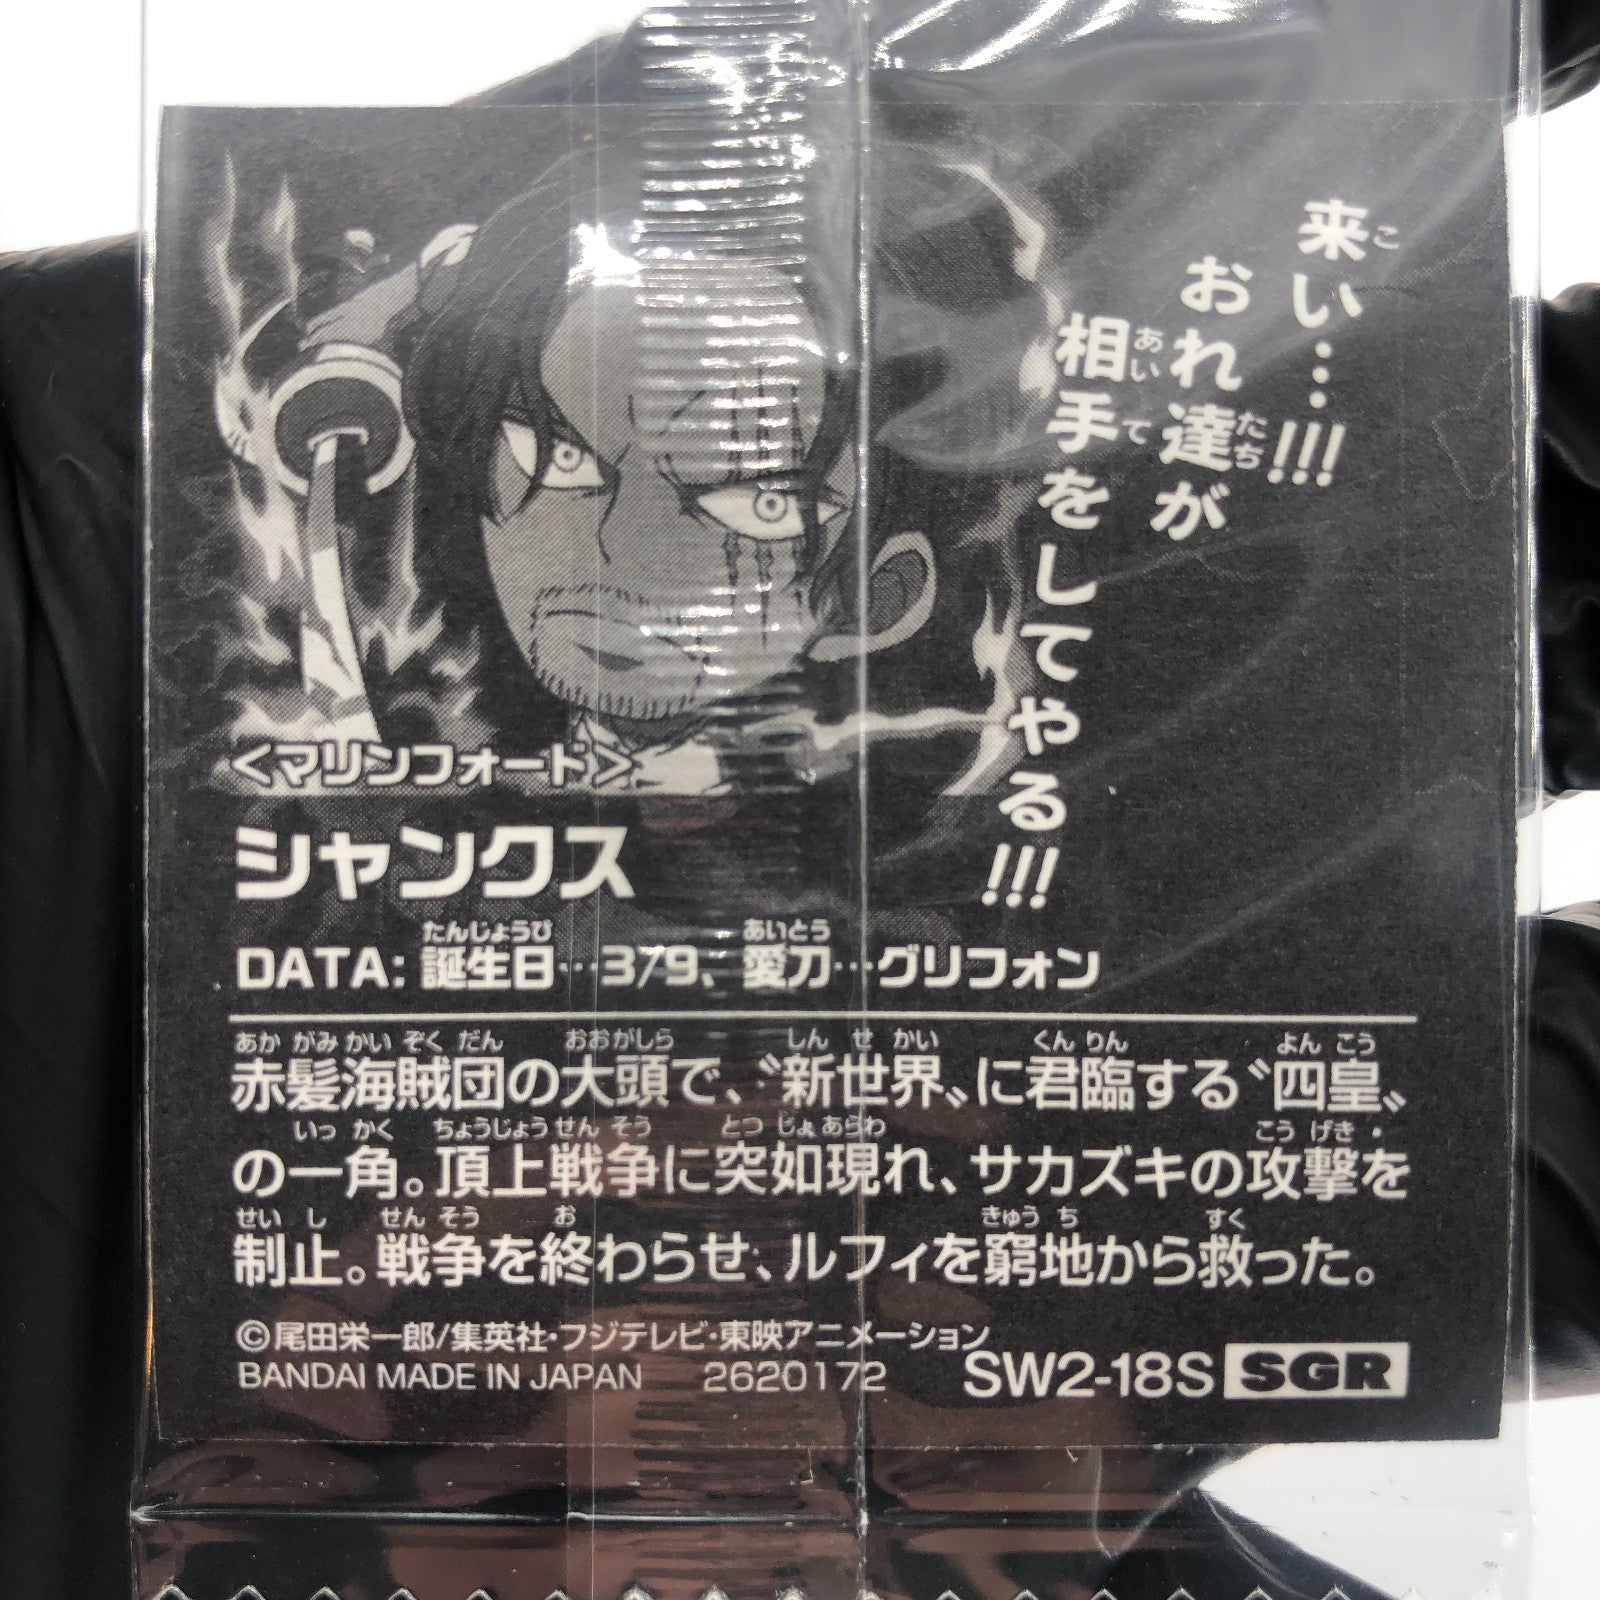 来い…!!!
おれ達が
相手をしてやる!!!
<マリンフォード>
シャンクス
DATA: 誕生日…3/9、愛刀…グリフォン
赤髪海賊団の大頭で、〝新世界〟に君臨する〝四皇〟
の一角。頂上戦争に突如現れ、サカズキの攻撃を
制止。戦争を終わらせ、ルフィを窮地から救った。
©尾田栄一郎/集英社・フジテレビ・東映アニメーション
BANDAI MADE IN JAPAN 2620172 SW2-18S SGR